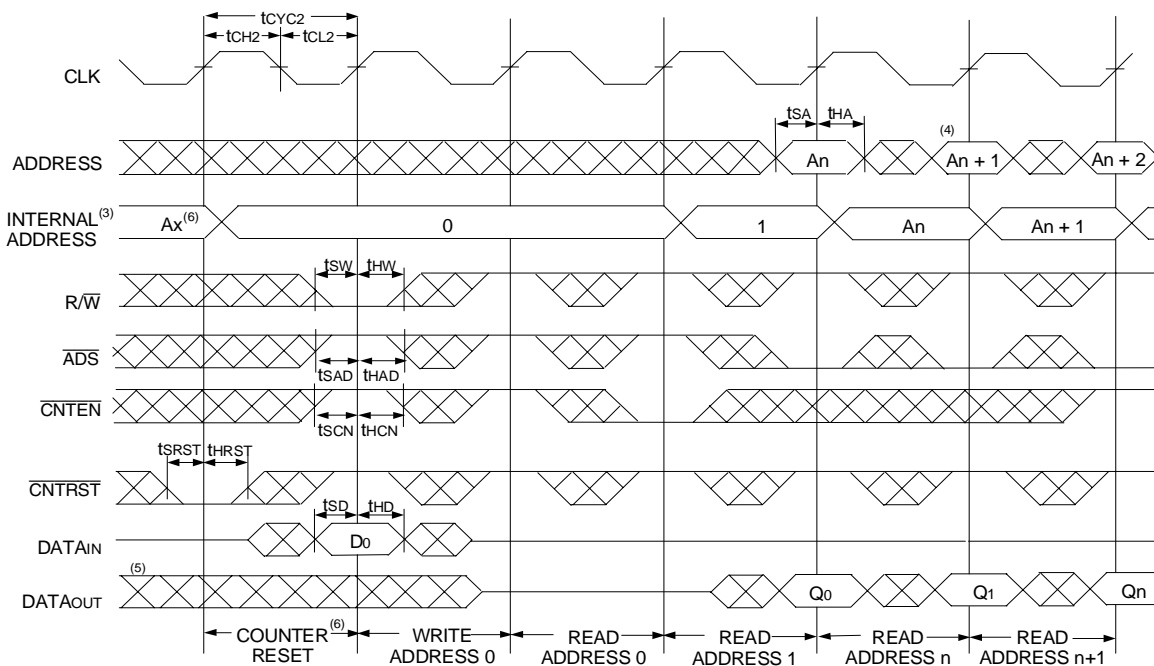 tCYC2
tCH2 tCL2
CLK
tSA tHA
(4)
ADDRESS An An + 1 An + 2
INTERNAL(3)
ADDRESS
Ax(6) 0 1 An An + 1
tSW tHW
R/W̅
A̅D̅S̅
tSAD tHAD
C̅N̅T̅E̅N̅
tSCN tHCN
tSRST tHRST
C̅N̅T̅R̅S̅T̅
tSD tHD
DATAIN D0
(5)
DATAOUT Q0 Q1 Qn
COUNTER(6)
RESET
WRITE
ADDRESS 0
READ
ADDRESS 0
READ
ADDRESS 1
READ
ADDRESS n
READ
ADDRESS n+1